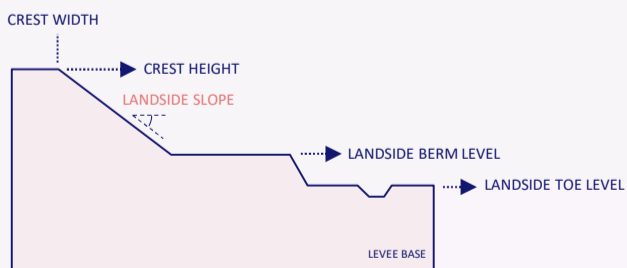 CREST WIDTH
CREST HEIGHT
LANDSIDE SLOPE
LANDSIDE BERM LEVEL
LANDSIDE TOE LEVEL
LEVEE BASE